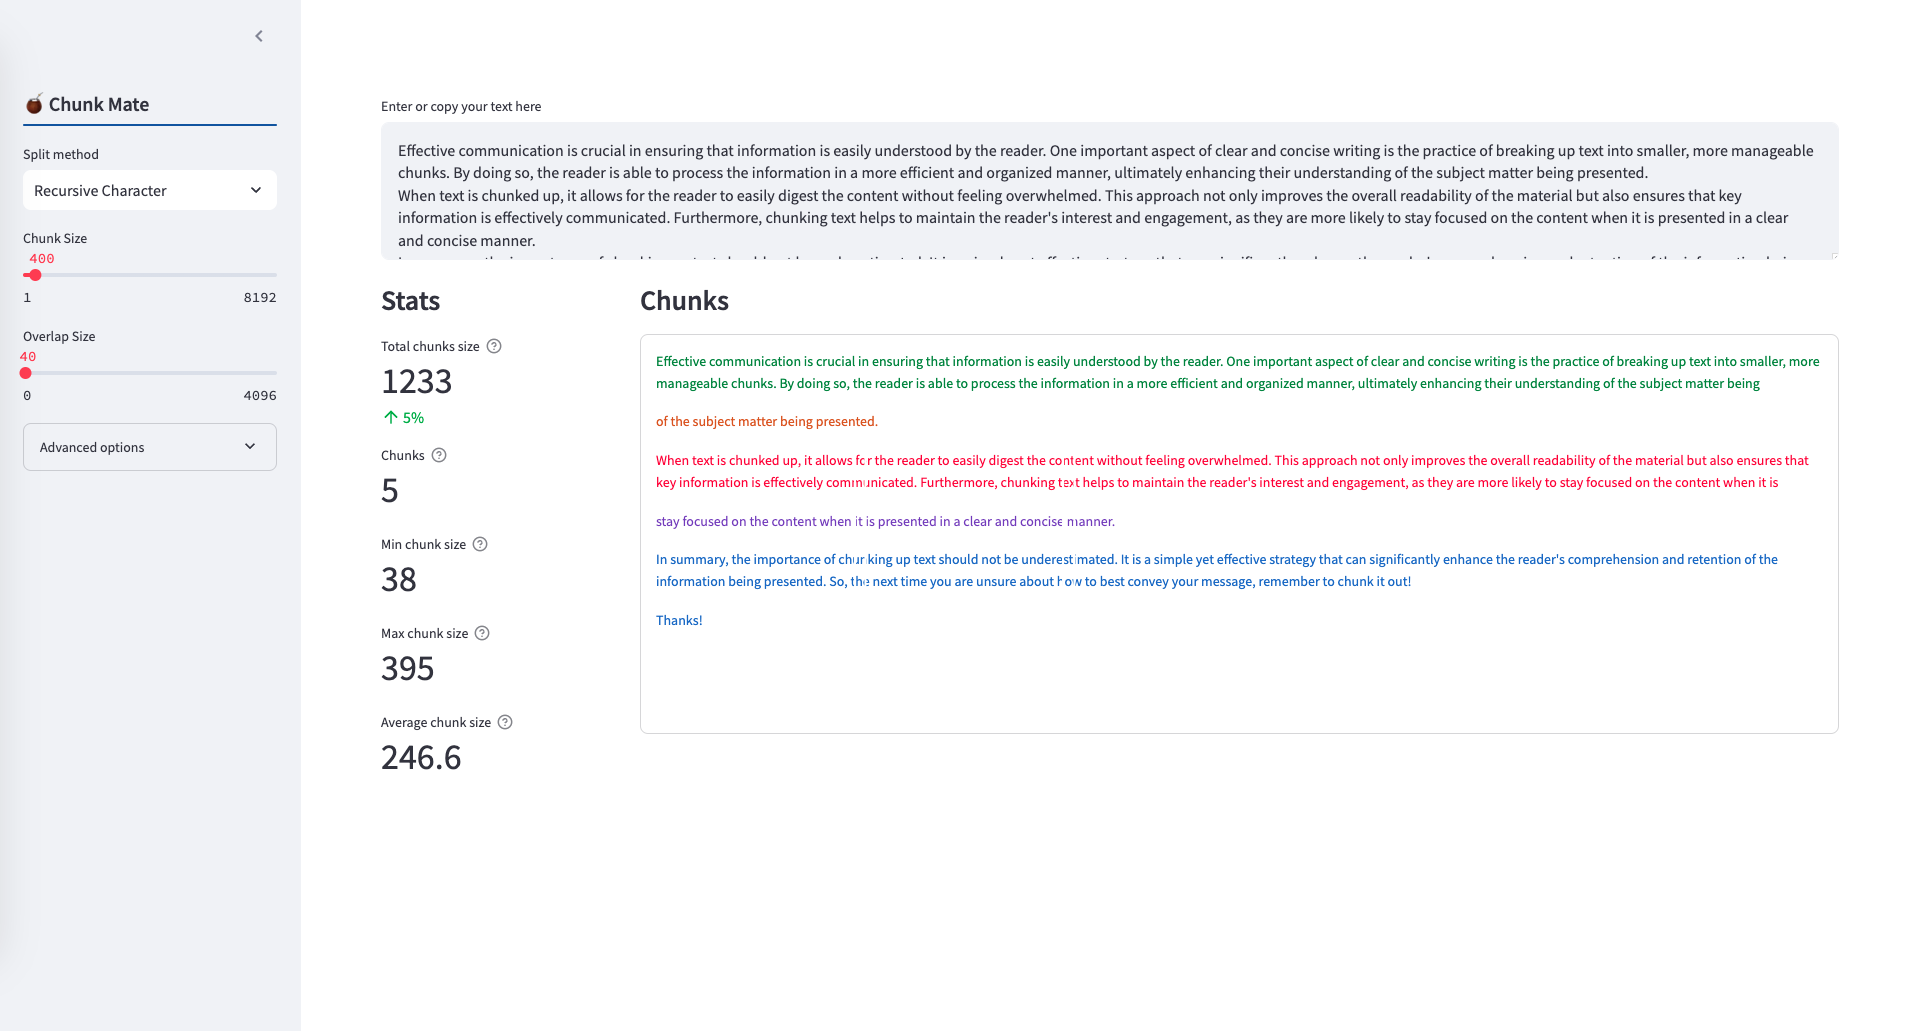 Chunk Mate
Split method
Recursive Character
Chunk Size
400
1 8192
Overlap Size
40
0 4096
Advanced options
Enter or copy your text here
Effective communication is crucial in ensuring that information is easily understood by the reader. One important aspect of clear and concise writing is the practice of breaking up text into smaller, more manageable
chunks. By doing so, the reader is able to process the information in a more efficient and organized manner, ultimately enhancing their understanding of the subject matter being presented.
When text is chunked up, it allows for the reader to easily digest the content without feeling overwhelmed. This approach not only improves the overall readability of the material but also ensures that key
information is effectively communicated. Furthermore, chunking text helps to maintain the reader's interest and engagement, as they are more likely to stay focused on the content when it is presented in a clear
and concise manner.
Stats
Total chunks size
1233
5%
Chunks
5
Min chunk size
38
Max chunk size
395
Average chunk size
246.6
Chunks
Effective communication is crucial in ensuring that information is easily understood by the reader. One important aspect of clear and concise writing is the practice of breaking up text into smaller, more
manageable chunks. By doing so, the reader is able to process the information in a more efficient and organized manner, ultimately enhancing their understanding of the subject matter being
of the subject matter being presented.
When text is chunked up, it allows for the reader to easily digest the content without feeling overwhelmed. This approach not only improves the overall readability of the material but also ensures that
key information is effectively communicated. Furthermore, chunking text helps to maintain the reader's interest and engagement, as they are more likely to stay focused on the content when it is
stay focused on the content when it is presented in a clear and concise manner.
In summary, the importance of chunking up text should not be underestimated. It is a simple yet effective strategy that can significantly enhance the reader's comprehension and retention of the
information being presented. So, the next time you are unsure about how to best convey your message, remember to chunk it out!
Thanks!